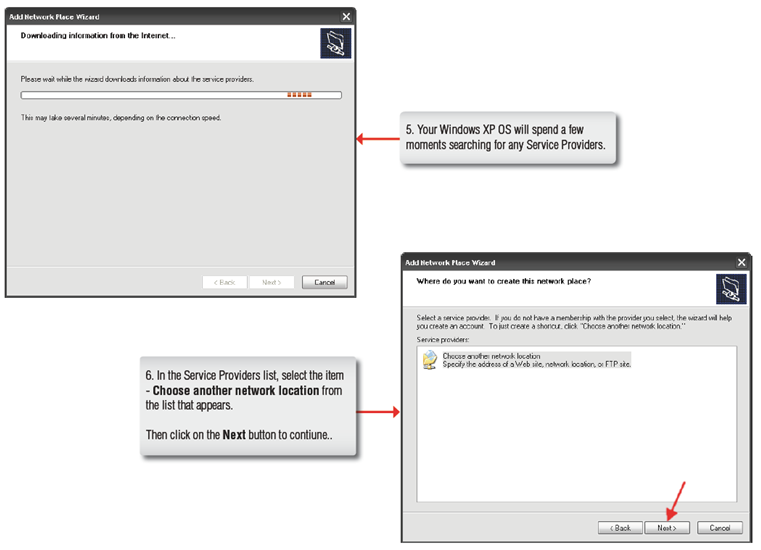 Add Network Place Wizard
Downloading information from the Internet...
Please wait while the wizard downloads information about the service providers.
This may take several minutes, depending on the connection speed.
< Back
Next >
Cancel
5. Your Windows XP OS will spend a few
moments searching for any Service Providers.
Add Network Place Wizard
Where do you want to create this network place?
Select a service provider. If you do not have a membership with the provider you select, the wizard will help
you create an account. To just create a shortcut, click "Choose another network location."
Service providers:
Choose another network location
Specify the address of a Web site, network location, or FTP site.
6. In the Service Providers list, select the item
- Choose another network location from
the list that appears.
Then click on the Next button to contiune..
< Back
Next >
Cancel